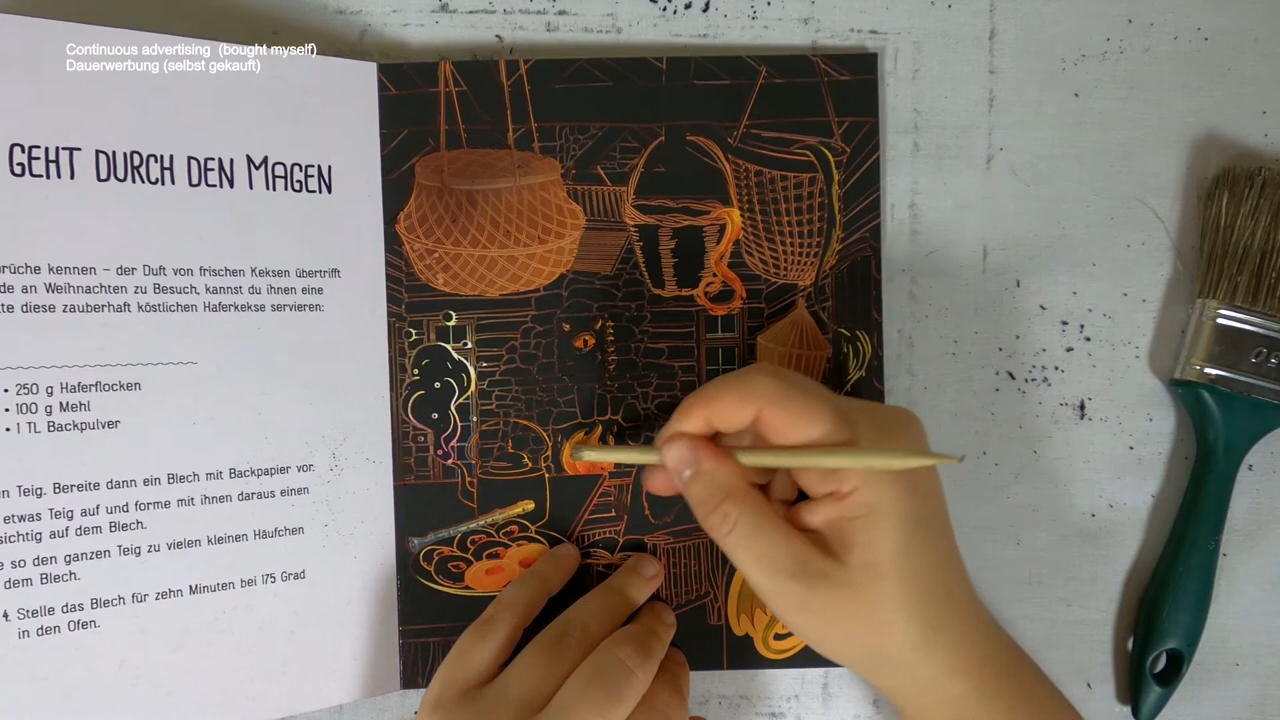 Continuous advertising (bought myself)
Dauerwerbung (selbst gekauft)
GEHT DURCH DEN MAGEN
rüche kennen – der Duft von frischen Keksen übertrifft
de an Weihnachten zu Besuch, kannst du ihnen eine
te diese zauberhaft köstlichen Haferkekse servieren:
• 250 g Haferflocken
• 100 g Mehl
• 1 TL Backpulver
en Teig. Bereite dann ein Blech mit Backpapier vor.
etwas Teig auf und forme mit ihnen daraus einen
sichtig auf dem Blech.
e so den ganzen Teig zu vielen kleinen Häufchen
dem Blech.
4. Stelle das Blech für zehn Minuten bei 175 Grad
in den Ofen.
50